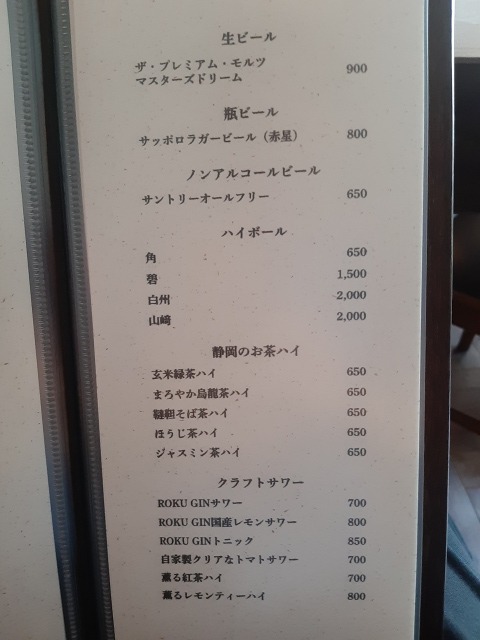 生ビール
ザ・プレミアム・モルツ
マスターズドリーム 900
瓶ビール
サッポロラガービール（赤星） 800
ノンアルコールビール
サントリーオールフリー 650
ハイボール
角 650
碧 1,500
白州 2,000
山﨑 2,000
静岡のお茶ハイ
玄米緑茶ハイ 650
まろやか烏龍茶ハイ 650
韃靼そば茶ハイ 650
ほうじ茶ハイ 650
ジャスミン茶ハイ 650
クラフトサワー
ROKU GINサワー 700
ROKU GIN国産レモンサワー 800
ROKU GINトニック 850
自家製クリアなトマトサワー 700
薫る紅茶ハイ 700
薫るレモンティーハイ 800